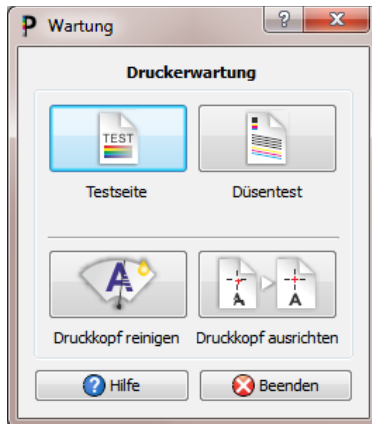 P Wartung ? X
Druckerwartung
TEST
Testseite Düsentest
A A A
Druckkopf reinigen Druckkopf ausrichten
? Hilfe Beenden